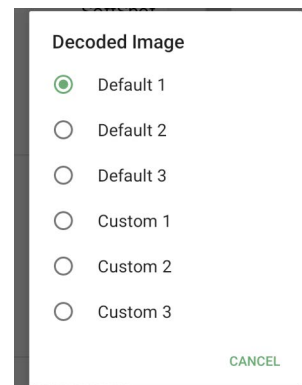 Decoded Image
Default 1
Default 2
Default 3
Custom 1
Custom 2
Custom 3
CANCEL